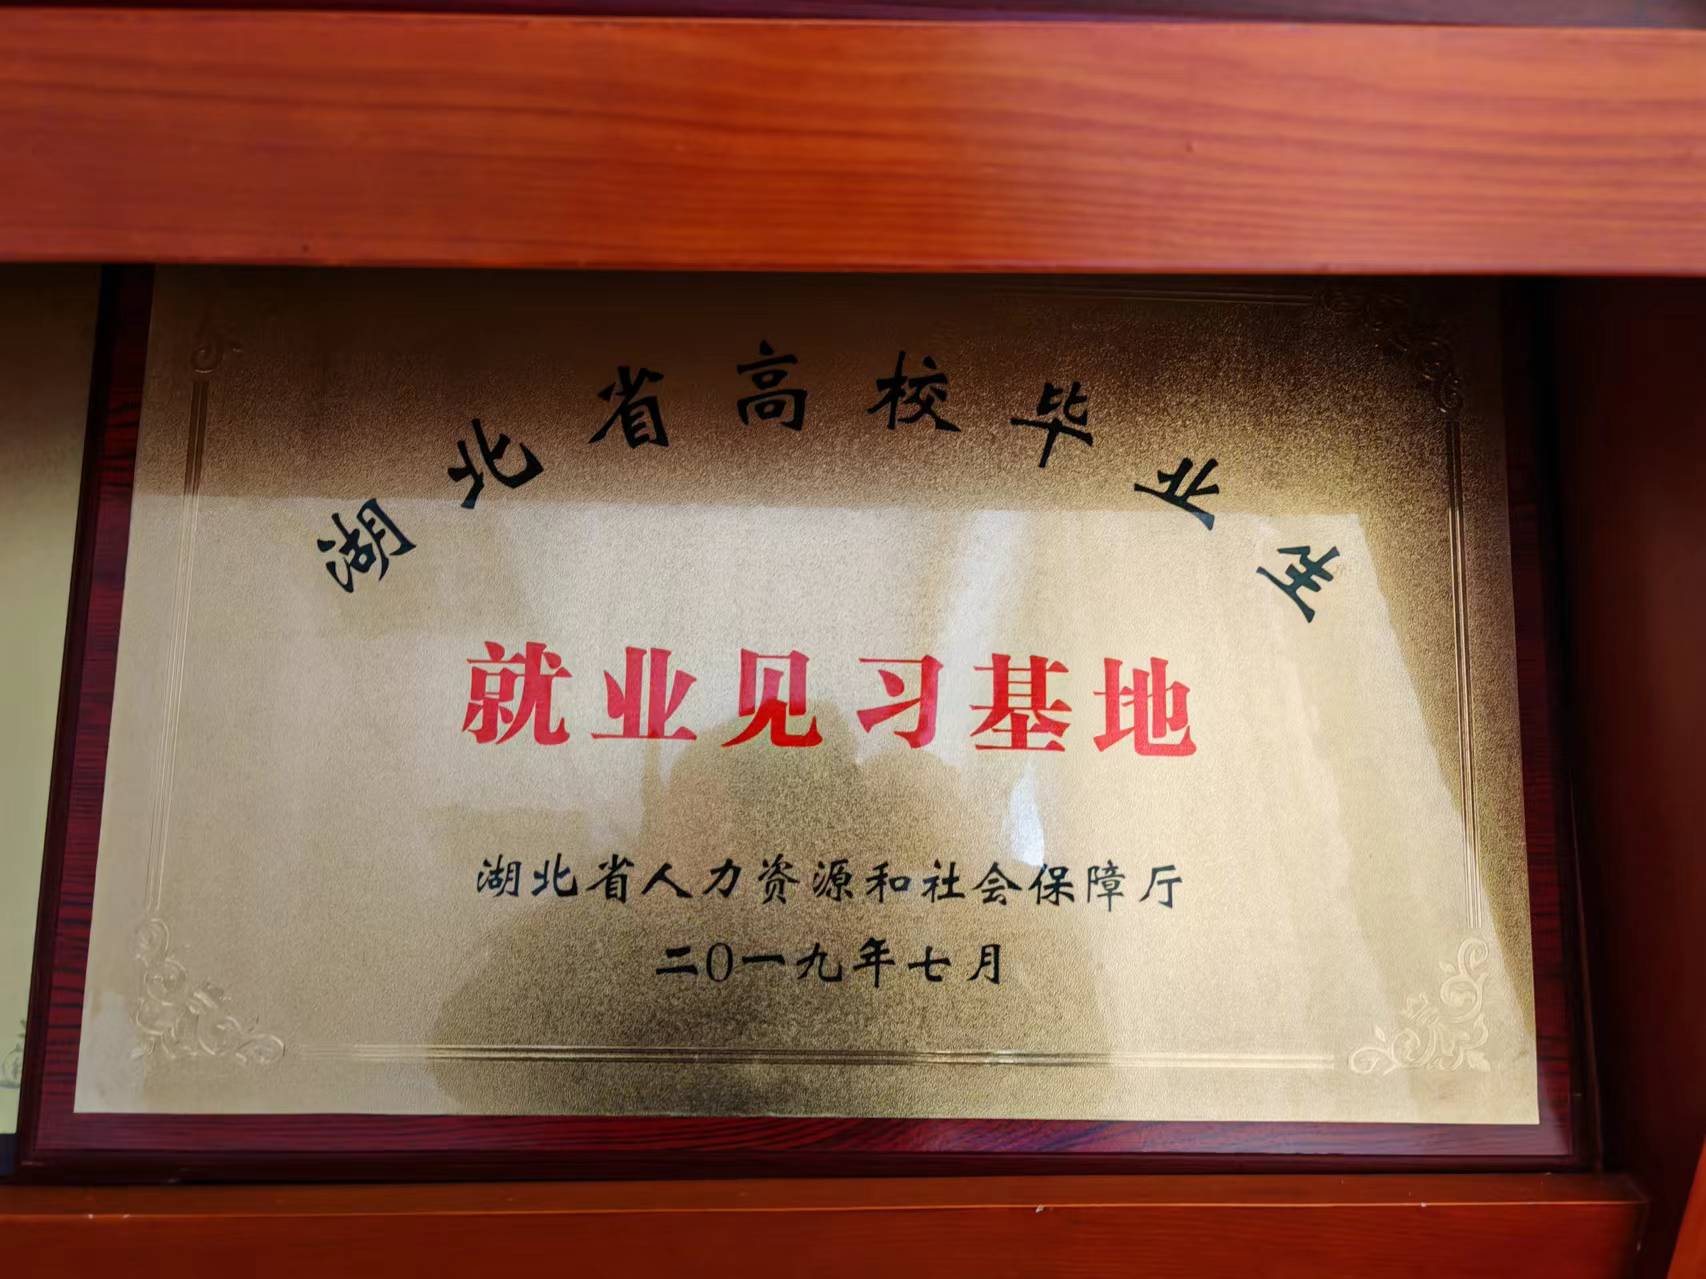 湖北省高校毕业生
就业见习基地
湖北省人力资源和社会保障厅
二〇一九年七月